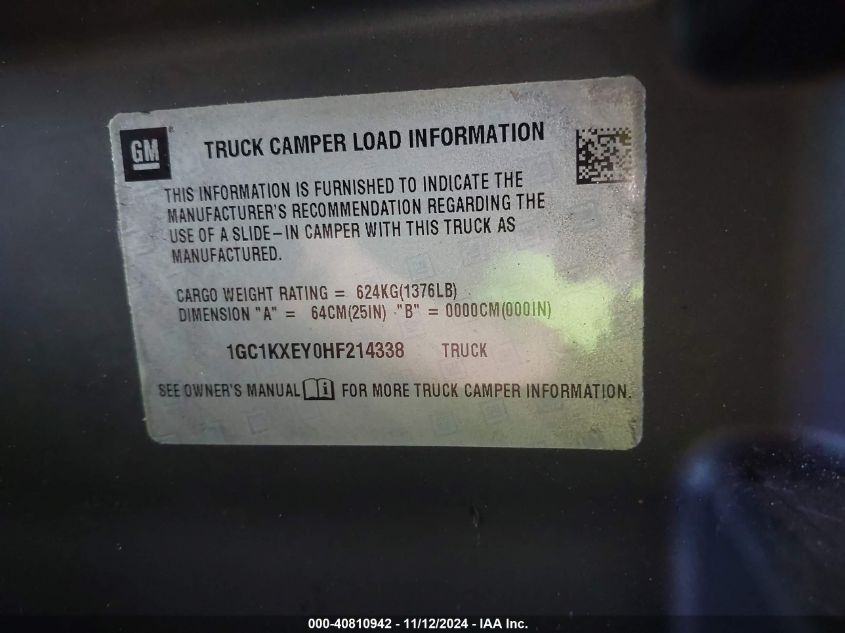 GM ® TRUCK CAMPER LOAD INFORMATION
THIS INFORMATION IS FURNISHED TO INDICATE THE
MANUFACTURER'S RECOMMENDATION REGARDING THE
USE OF A SLIDE-IN CAMPER WITH THIS TRUCK AS
MANUFACTURED.
CARGO WEIGHT RATING = 624KG(1376LB)
DIMENSION "A" = 64CM(25IN) "B" = 0000CM(000IN)
1GC1KXEY0HF214338 TRUCK
SEE OWNER'S MANUAL i FOR MORE TRUCK CAMPER INFORMATION.
000-40810942 - 11/12/2024 - IAA Inc.